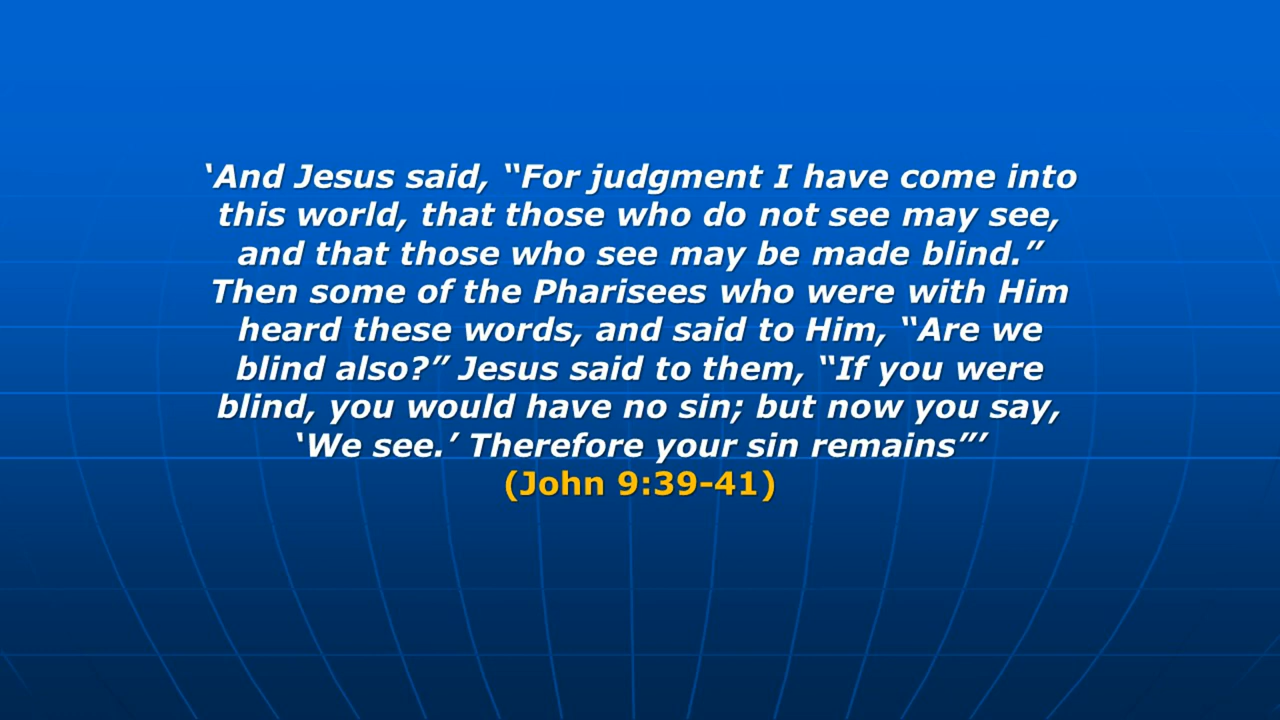 ‘And Jesus said, “For judgment I have come into
this world, that those who do not see may see,
and that those who see may be made blind.”
Then some of the Pharisees who were with Him
heard these words, and said to Him, “Are we
blind also?” Jesus said to them, “If you were
blind, you would have no sin; but now you say,
‘We see.’ Therefore your sin remains”’
(John 9:39-41)